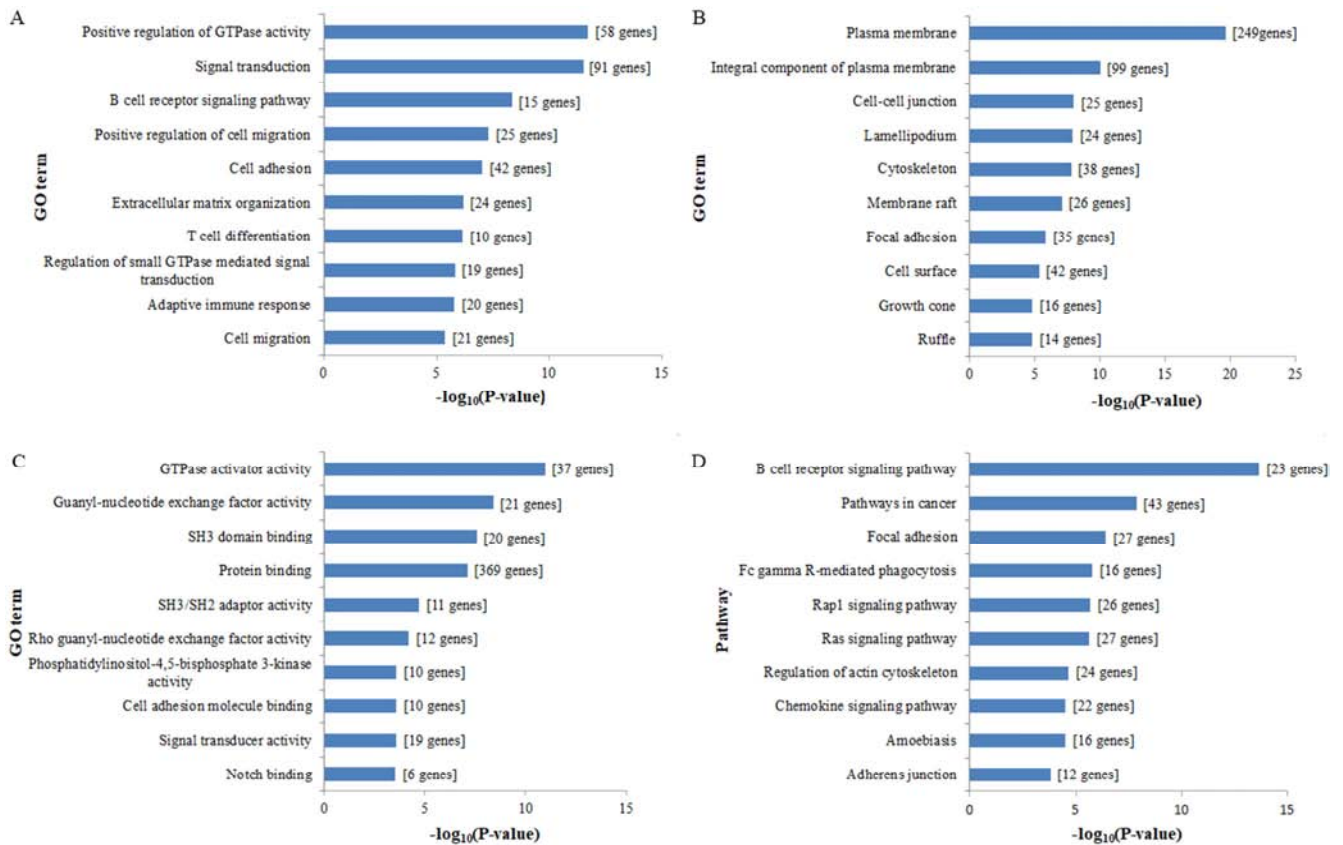 A
Positive regulation of GTPase activity [58 genes]
Signal transduction [91 genes]
B cell receptor signaling pathway [15 genes]
Positive regulation of cell migration [25 genes]
Cell adhesion [42 genes]
Extracellular matrix organization [24 genes]
T cell differentiation [10 genes]
Regulation of small GTPase mediated signal
transduction [19 genes]
Adaptive immune response [20 genes]
Cell migration [21 genes]
GO term
0 5 10 15
-log10(P-value)
B
Plasma membrane [249genes]
Integral component of plasma membrane [99 genes]
Cell-cell junction [25 genes]
Lamellipodium [24 genes]
Cytoskeleton [38 genes]
Membrane raft [26 genes]
Focal adhesion [35 genes]
Cell surface [42 genes]
Growth cone [16 genes]
Ruffle [14 genes]
GO term
0 5 10 15 20 25
-log10(P-value)
C
GTPase activator activity [37 genes]
Guanyl-nucleotide exchange factor activity [21 genes]
SH3 domain binding [20 genes]
Protein binding [369 genes]
SH3/SH2 adaptor activity [11 genes]
Rho guanyl-nucleotide exchange factor activity [12 genes]
Phosphatidylinositol-4,5-bisphosphate 3-kinase
activity [10 genes]
Cell adhesion molecule binding [10 genes]
Signal transducer activity [19 genes]
Notch binding [6 genes]
GO term
0 5 10 15
-log10(P-value)
D
B cell receptor signaling pathway [23 genes]
Pathways in cancer [43 genes]
Focal adhesion [27 genes]
Fc gamma R-mediated phagocytosis [16 genes]
Rap1 signaling pathway [26 genes]
Ras signaling pathway [27 genes]
Regulation of actin cytoskeleton [24 genes]
Chemokine signaling pathway [22 genes]
Amoebiasis [16 genes]
Adherens junction [12 genes]
Pathway
0 5 10 15
-log10(P-value)